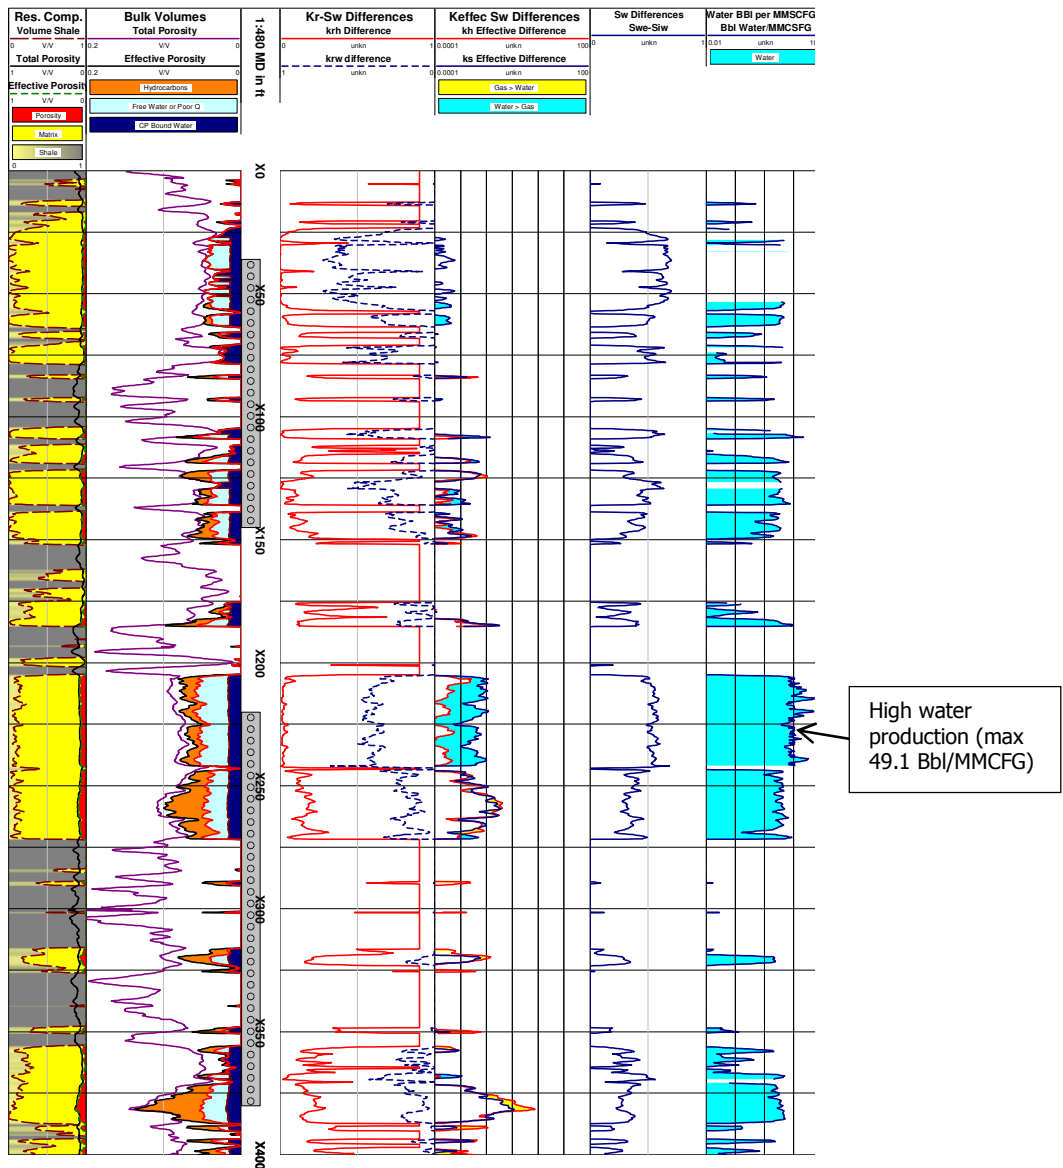 Res. Comp.
Volume Shale
0 V/V 1
Total Porosity
1 V/V 0
Effective Porosit
1 V/V 0
Porosity
Matrix
Shale
0 1
Bulk Volumes
Total Porosity
0.2 V/V 0
Effective Porosity
0.2 V/V 0
Hydrocarbons
Free Water or Poor Q
CP Bound Water
1:480 MD in ft
Kr-Sw Differences
krh Difference
0 unkn 1
krw difference
1 unkn 0
Keffec Sw Differences
kh Effective Difference
0.0001 unkn 100
ks Effective Difference
0.0001 unkn 100
Gas > Water
Water > Gas
Sw Differences
Swe-Siw
0 unkn 1
Water BBl per MMSCFG
Bbl Water/MMCSFG
0.01 unkn 10
Water
X0
X50
X100
X150
X200
X250
X300
X350
X400
High water
production (max
49.1 Bbl/MMCFG)